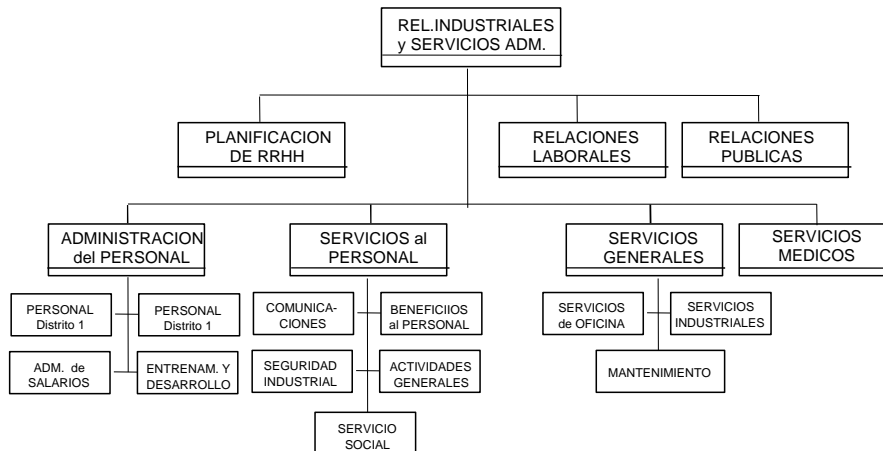 REL.INDUSTRIALES
y SERVICIOS ADM.
PLANIFICACION
DE RRHH
RELACIONES
LABORALES
RELACIONES
PUBLICAS
ADMINISTRACION
del PERSONAL
SERVICIOS al
PERSONAL
SERVICIOS
GENERALES
SERVICIOS
MEDICOS
PERSONAL
Distrito 1
PERSONAL
Distrito 1
COMUNICA-
CIONES
BENEFICIIOS
al PERSONAL
SERVICIOS
de OFICINA
SERVICIOS
INDUSTRIALES
ADM. de
SALARIOS
ENTRENAM. Y
DESARROLLO
SEGURIDAD
INDUSTRIAL
ACTIVIDADES
GENERALES
MANTENIMIENTO
SERVICIO
SOCIAL